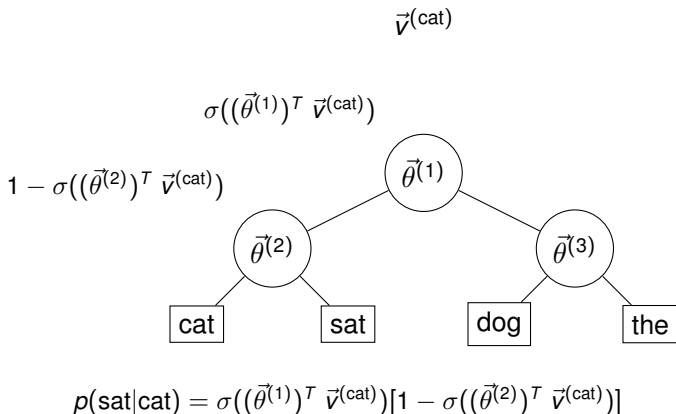 v⃗^(cat)
σ((θ⃗^(1))^T v⃗^(cat))
θ⃗^(1)
1 − σ((θ⃗^(2))^T v⃗^(cat))
θ⃗^(2) θ⃗^(3)
cat sat dog the
p(sat|cat) = σ((θ⃗^(1))^T v⃗^(cat))[1 − σ((θ⃗^(2))^T v⃗^(cat))]